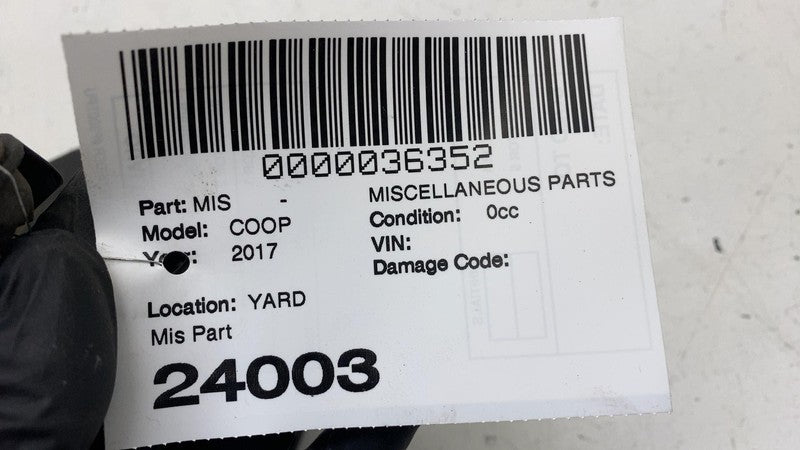 0000036352
Part: MIS - MISCELLANEOUS PARTS
Model: COOP Condition: 0cc
2017 VIN:
Damage Code:
Location: YARD
Mis Part
24003